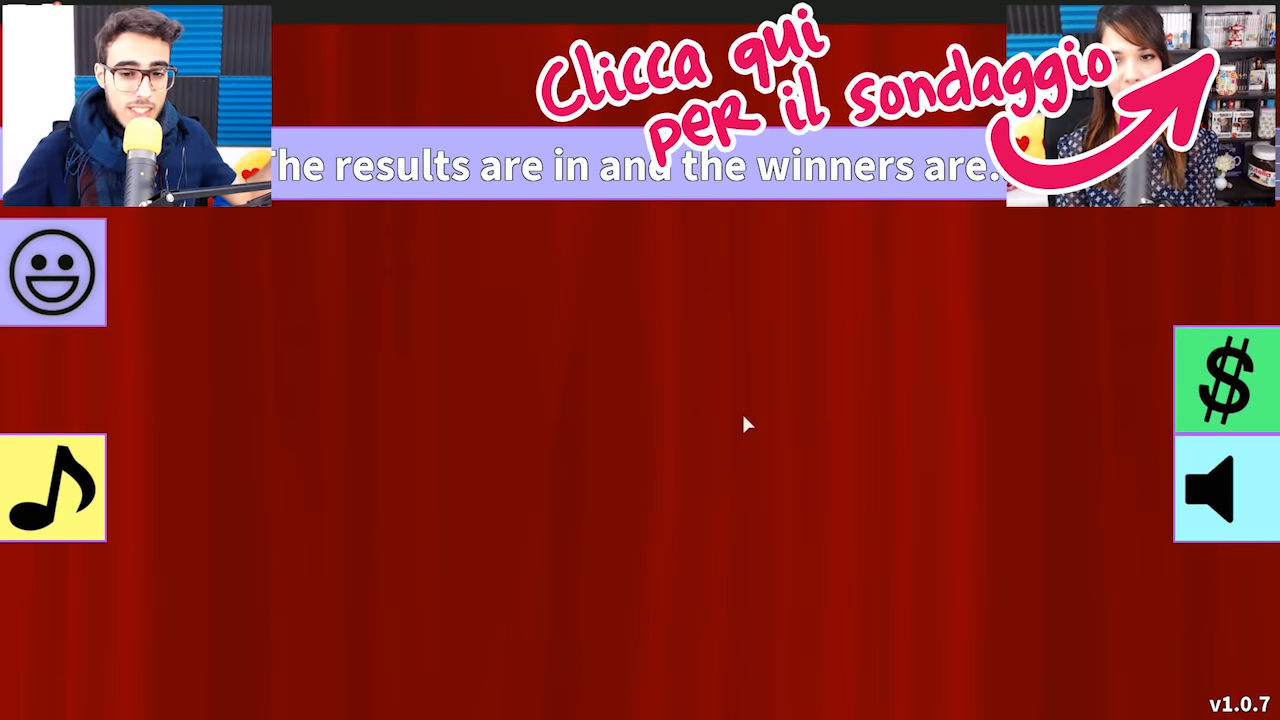 Clicca qui
per il sondaggio
The results are in and the winners are.
$
v1.0.7